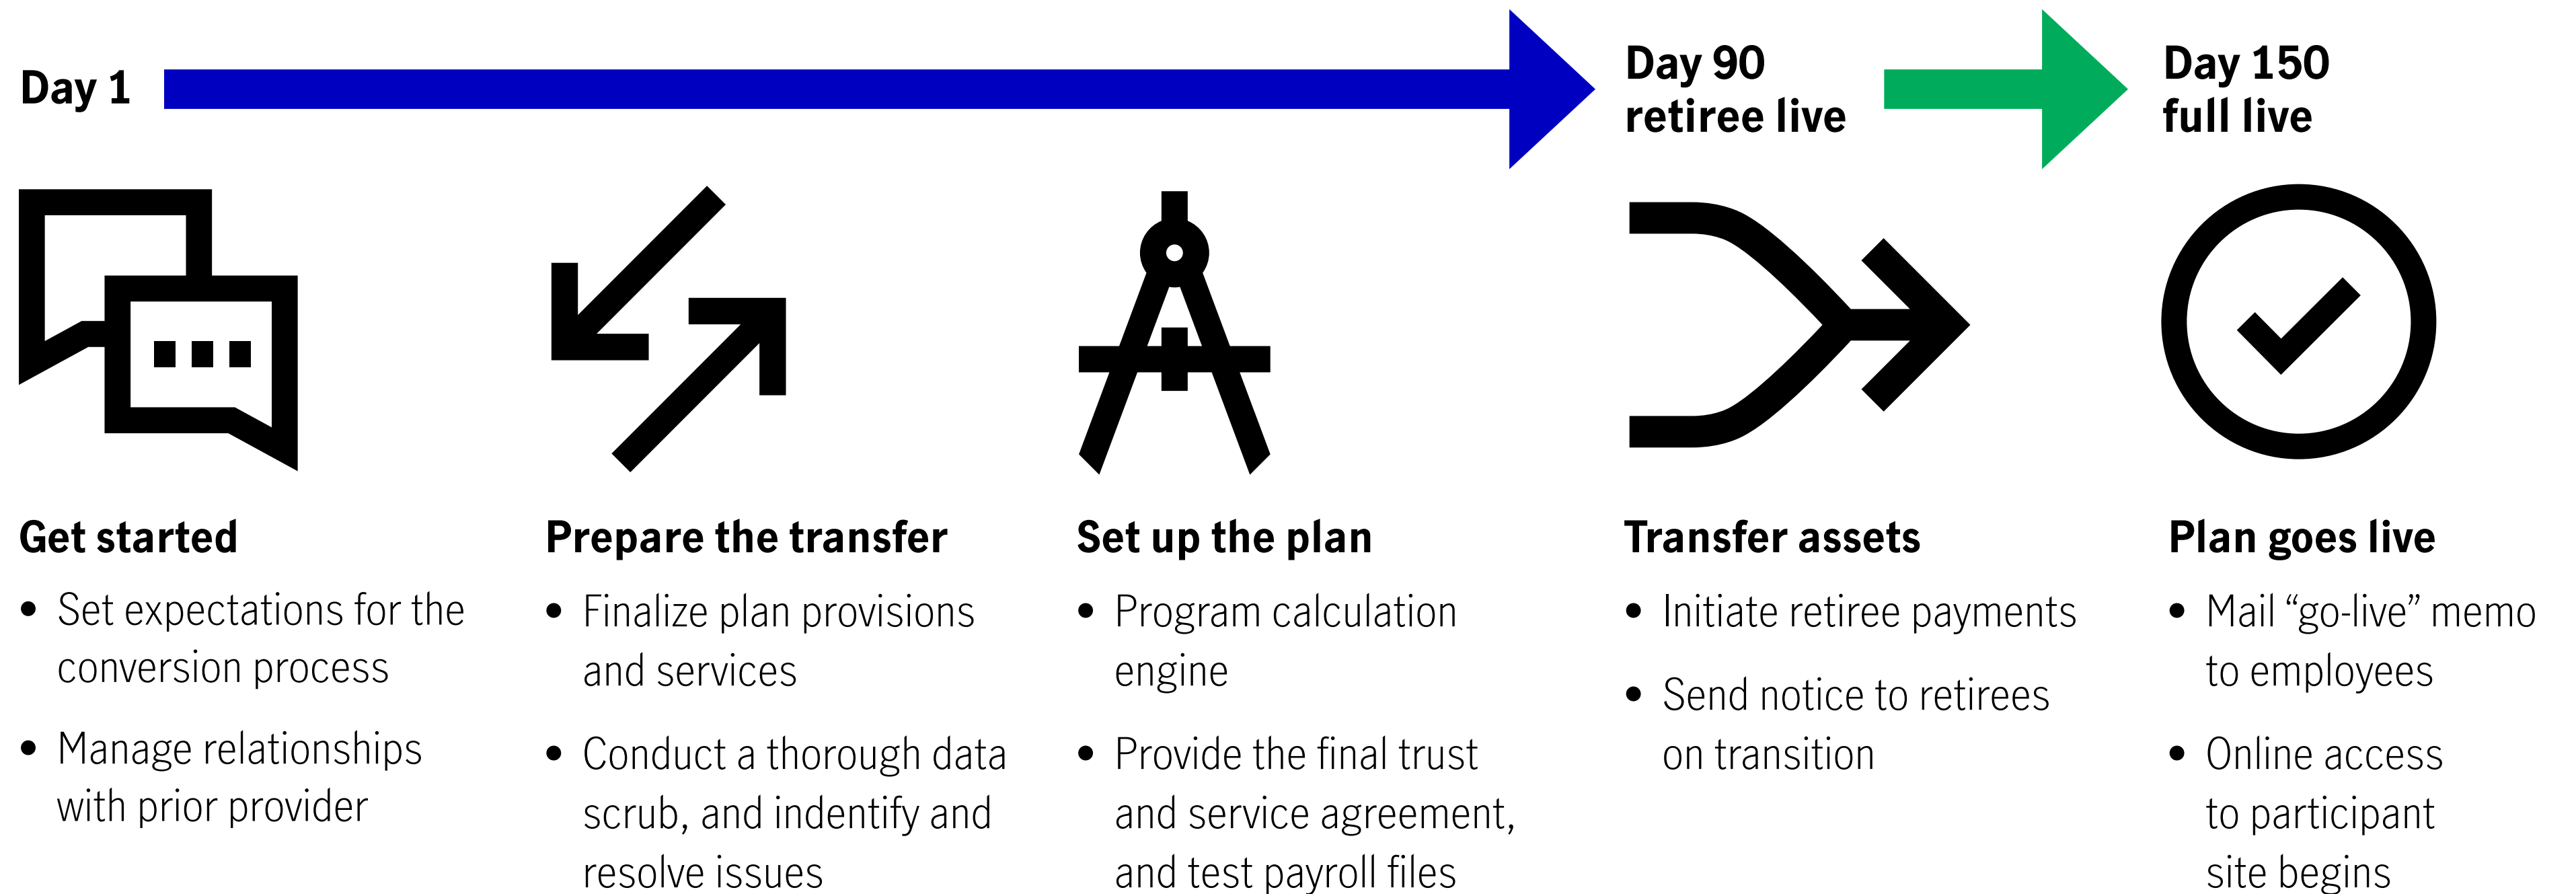 Day 1
Day 90
retiree live
Day 150
full live
Get started
• Set expectations for the
conversion process
• Manage relationships
with prior provider
Prepare the transfer
• Finalize plan provisions
and services
• Conduct a thorough data
scrub, and indentify and
resolve issues
Set up the plan
• Program calculation
engine
• Provide the final trust
and service agreement,
and test payroll files
Transfer assets
• Initiate retiree payments
• Send notice to retirees
on transition
Plan goes live
• Mail “go-live” memo
to employees
• Online access
to participant
site begins